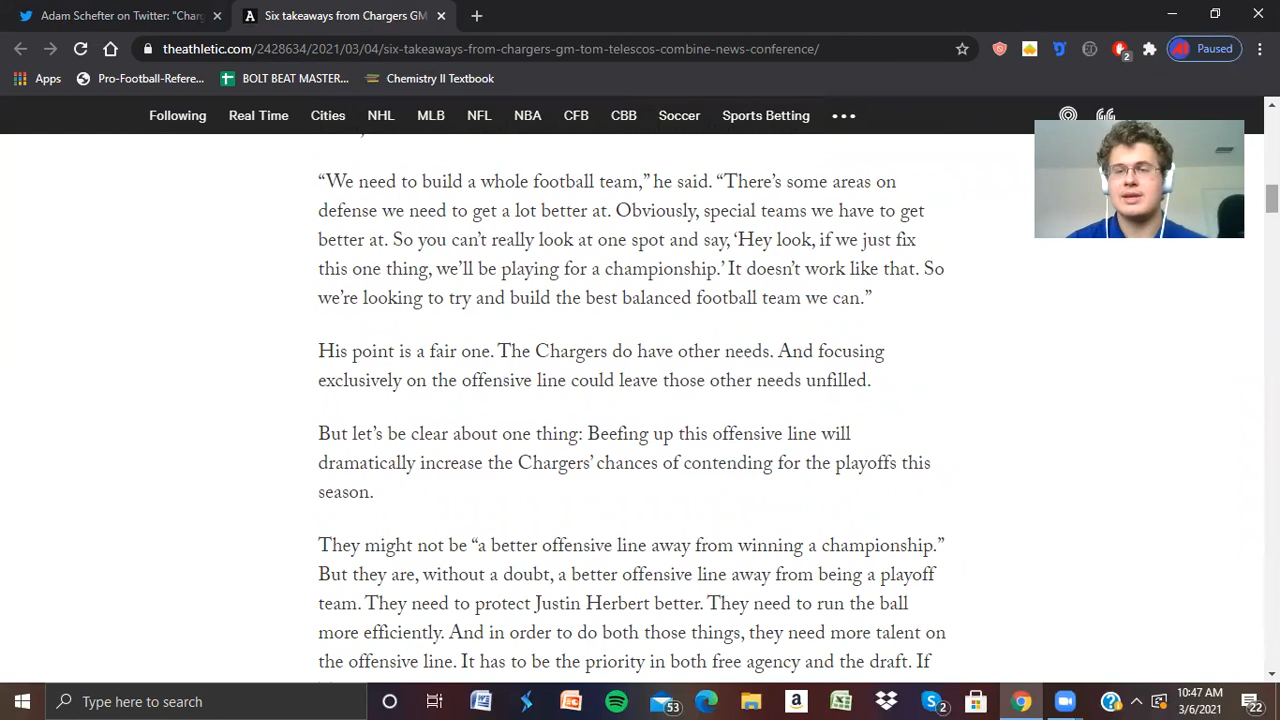 Adam Schefter on Twitter: "Charg
Six takeaways from Chargers GM
theathletic.com/2428634/2021/03/04/six-takeaways-from-chargers-gm-tom-telescos-combine-news-conference/
2
Paused
Apps
Pro-Football-Refere...
BOLT BEAT MASTER...
Chemistry II Textbook
Following
Real Time
Cities
NHL
MLB
NFL
NBA
CFB
CBB
Soccer
Sports Betting
“We need to build a whole football team,” he said. “There’s some areas on
defense we need to get a lot better at. Obviously, special teams we have to get
better at. So you can’t really look at one spot and say, ‘Hey look, if we just fix
this one thing, we’ll be playing for a championship.’ It doesn’t work like that. So
we’re looking to try and build the best balanced football team we can.”
His point is a fair one. The Chargers do have other needs. And focusing
exclusively on the offensive line could leave those other needs unfilled.
But let’s be clear about one thing: Beefing up this offensive line will
dramatically increase the Chargers’ chances of contending for the playoffs this
season.
They might not be “a better offensive line away from winning a championship.”
But they are, without a doubt, a better offensive line away from being a playoff
team. They need to protect Justin Herbert better. They need to run the ball
more efficiently. And in order to do both those things, they need more talent on
the offensive line. It has to be the priority in both free agency and the draft. If
Type here to search
53
2
10:47 AM
3/6/2021
22